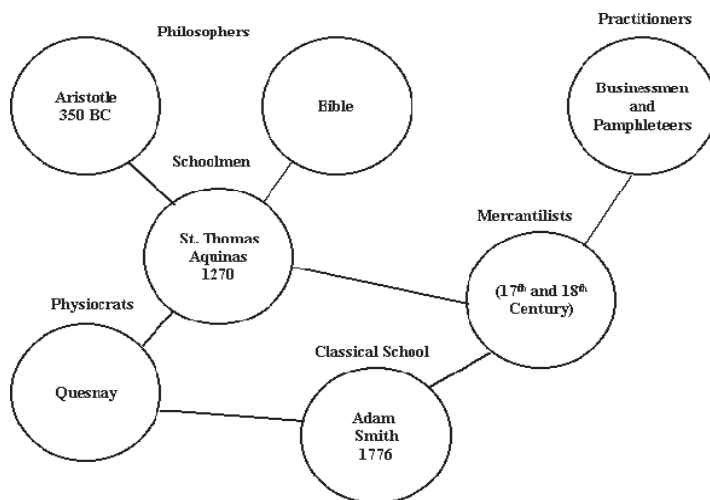 Practitioners
Philosophers
Aristotle
350 BC
Bible
Businessmen
and
Pamphleteers
Schoolmen
St. Thomas
Aquinas
1270
Mercantilists
(17th and 18th
Century)
Physiocrats
Quesnay
Classical School
Adam
Smith
1776